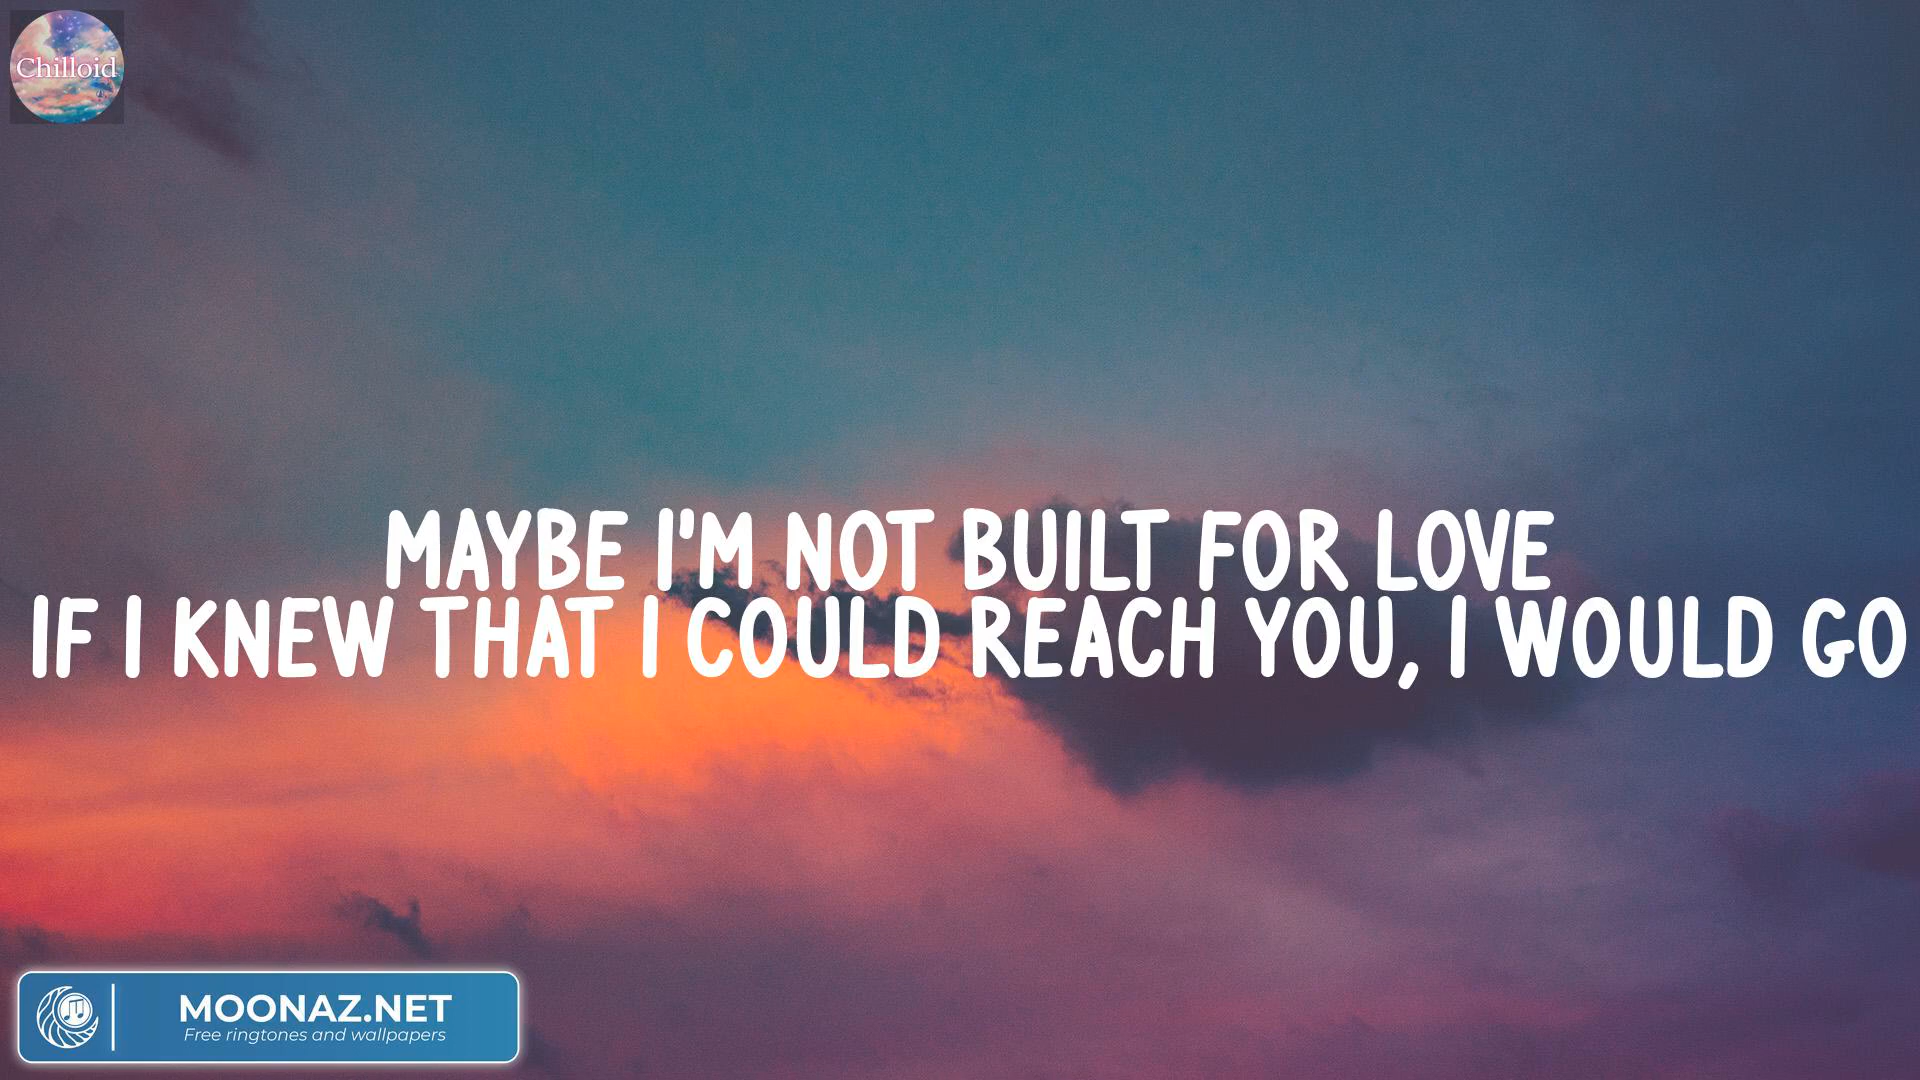 Chilloid
MAYBE I'M NOT BUILT FOR LOVE
IF I KNEW THAT I COULD REACH YOU, I WOULD GO
MOONAZ.NET
Free ringtones and wallpapers